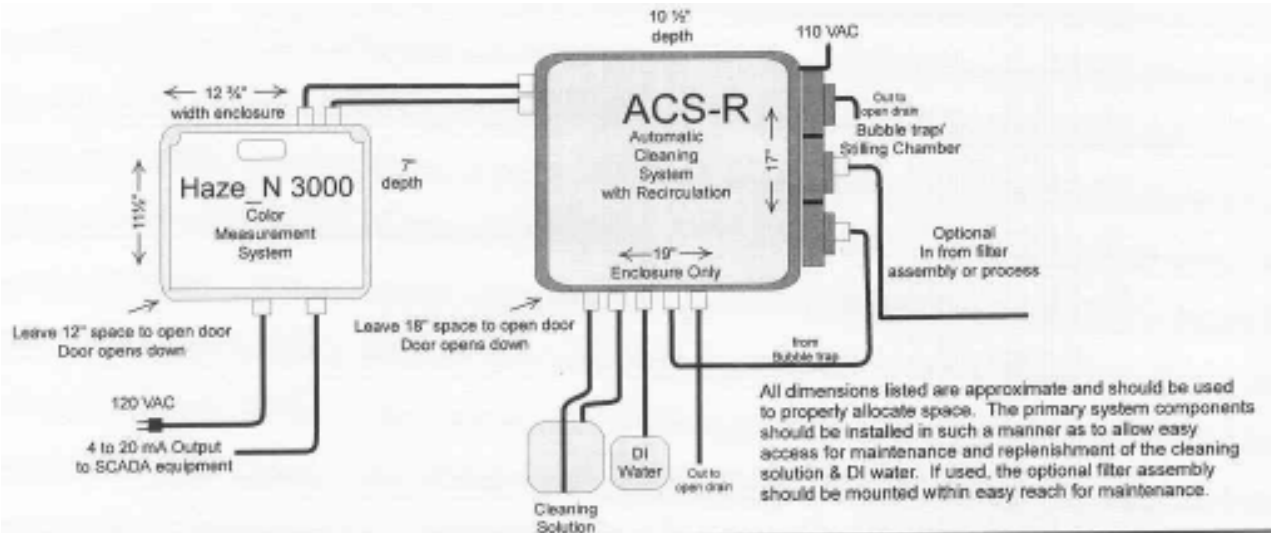 10 ½"
depth
110 VAC
12 ¾"
width enclosure
ACS-R
Automatic
Cleaning
System
with Recirculation
17"
Out to
open drain
Bubble trap/
Stilling Chamber
Haze_N 3000
Color
Measurement
System
7"
depth
11½"
19"
Enclosure Only
Optional
In from filter
assembly or process
Leave 12" space to open door
Door opens down
Leave 18" space to open door
Door opens down
from
Bubble trap
120 VAC
4 to 20 mA Output
to SCADA equipment
DI
Water
Out to
open drain
Cleaning
Solution
All dimensions listed are approximate and should be used
to properly allocate space. The primary system components
should be installed in such a manner as to allow easy
access for maintenance and replenishment of the cleaning
solution & DI water. If used, the optional filter assembly
should be mounted within easy reach for maintenance.